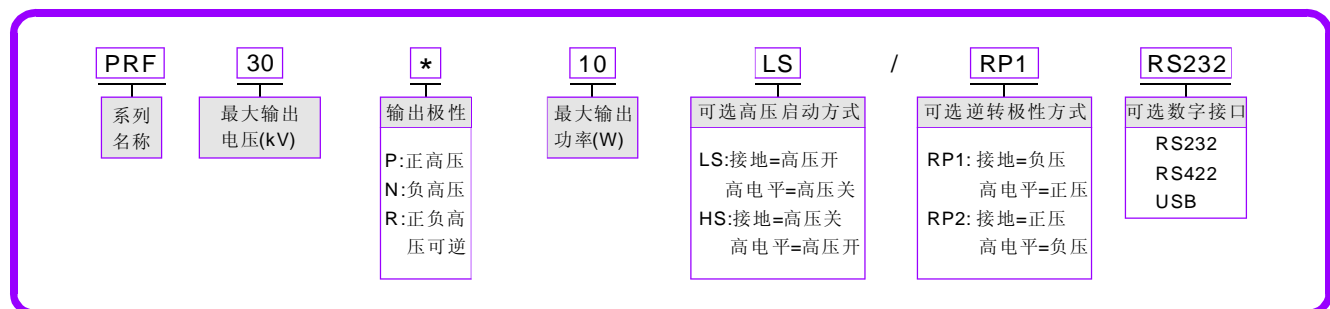 PRF 30 * 10 LS / RP1 RS232
系列
名称
最大输出
电压(kV)
输出极性
P:正高压
N:负高压
R:正负高
压可逆
最大输出
功率(W)
可选高压启动方式
LS:接地=高压开
高电平=高压关
HS:接地=高压关
高电平=高压开
可选逆转极性方式
RP1:接地=负压
高电平=正压
RP2:接地=正压
高电平=负压
可选数字接口
RS232
RS422
USB